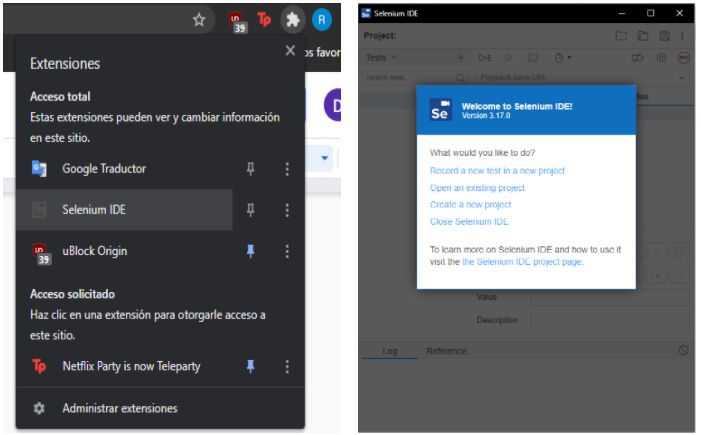 39
Tp
R
os favor
Extensiones
Acceso total
Estas extensiones pueden ver y cambiar información
en este sitio.
Google Traductor
Selenium IDE
uBlock Origin
39
Acceso solicitado
Haz clic en una extensión para otorgarle acceso a
este sitio.
Tp
Netflix Party is now Teleparty
Administrar extensiones
Se Selenium IDE
Project:
Tests
Search tests...
Playback base URL
Se
Welcome to Selenium IDE!
Version 3.17.0
What would you like to do?
Record a new test in a new project
Open an existing project
Create a new project
Close Selenium IDE
To learn more on Selenium IDE and how to use it
visit the the Selenium IDE project page.
Value
Description
Log
Reference